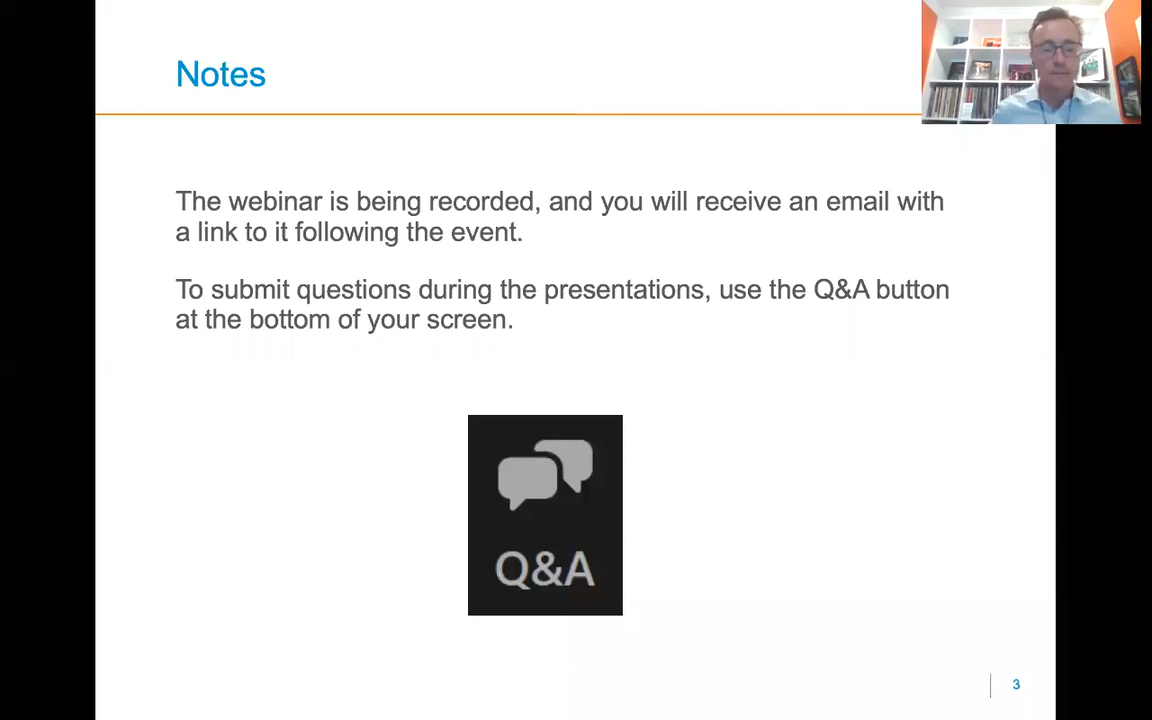 Notes
The webinar is being recorded, and you will receive an email with
a link to it following the event.
To submit questions during the presentations, use the Q&A button
at the bottom of your screen.
Q&A
3